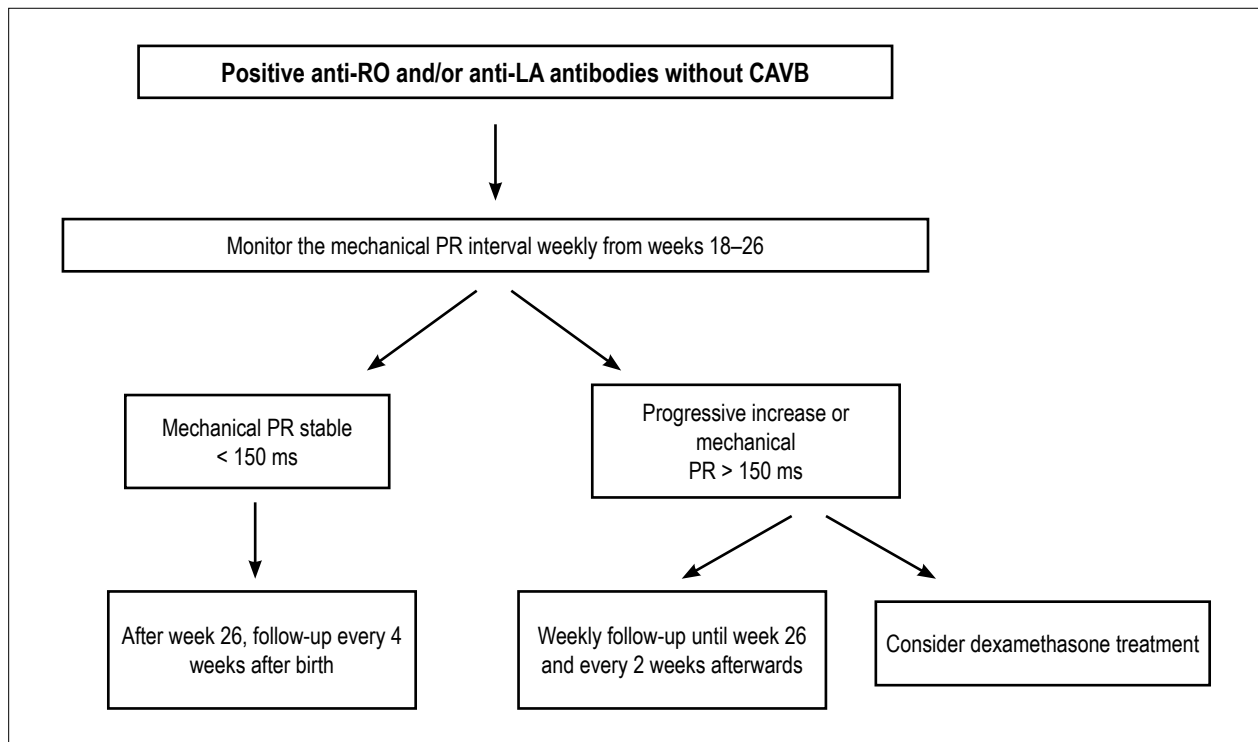 Positive anti-RO and/or anti-LA antibodies without CAVB
Monitor the mechanical PR interval weekly from weeks 18–26
Mechanical PR stable
< 150 ms
Progressive increase or
mechanical
PR > 150 ms
After week 26, follow-up every 4
weeks after birth
Weekly follow-up until week 26
and every 2 weeks afterwards
Consider dexamethasone treatment